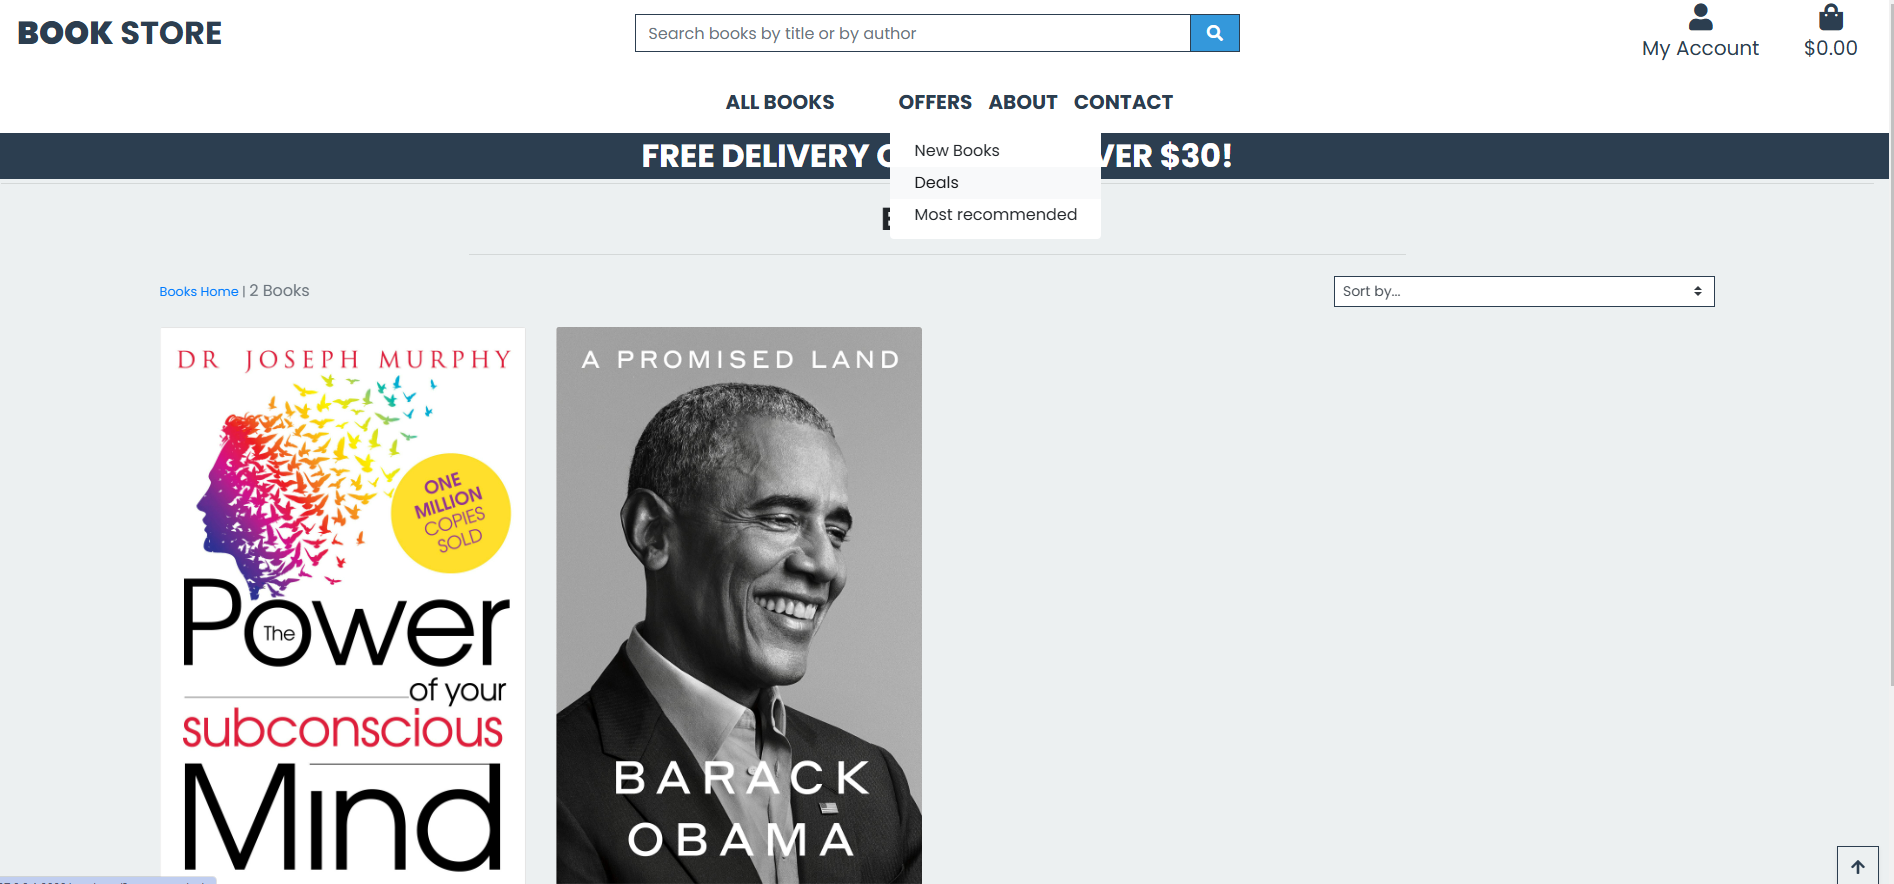 BOOK STORE
Search books by title or by author
My Account
$0.00
ALL BOOKS OFFERS ABOUT CONTACT
FREE DELIVERY VER $30!
New Books
Deals
Most recommended
Books Home | 2 Books
Sort by...
DR JOSEPH MURPHY
ONE
MILLION
COPIES
SOLD
The
Power
of your
subconscious
Mind
A PROMISED LAND
BARACK
OBAMA